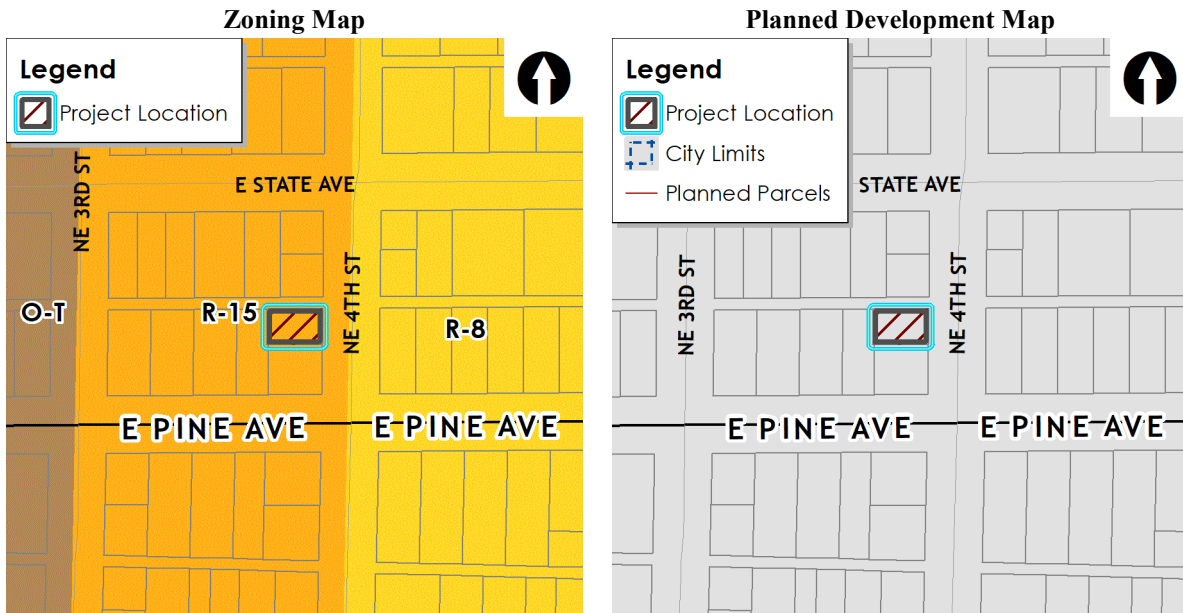 Zoning Map
Legend
Project Location
NE 3RD ST
E STATE AVE
NE 4TH ST
O-T
R-15
R-8
E PINE AVE
E PINE AVE
Planned Development Map
Legend
Project Location
City Limits
Planned Parcels
STATE AVE
NE 3RD ST
NE 4TH ST
E PINE AVE
E PINE AVE